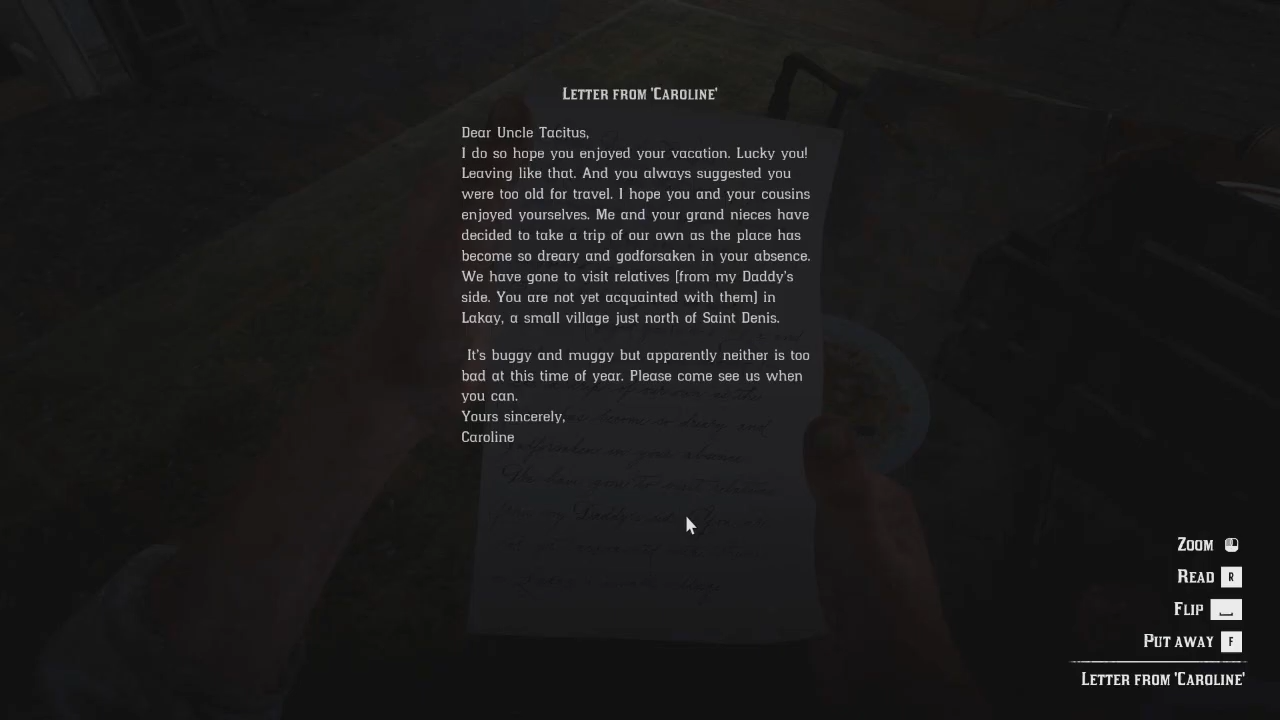 Letter from 'Caroline'
Dear Uncle Tacitus,
I do so hope you enjoyed your vacation. Lucky you!
Leaving like that. And you always suggested you
were too old for travel. I hope you and your cousins
enjoyed yourselves. Me and your grand nieces have
decided to take a trip of our own as the place has
become so dreary and godforsaken in your absence.
We have gone to visit relatives [from my Daddy's
side. You are not yet acquainted with them] in
Lakay, a small village just north of Saint Denis.
It's buggy and muggy but apparently neither is too
bad at this time of year. Please come see us when
you can.
Yours sincerely,
Caroline
Zoom
Read R
Flip
Put away F
Letter from 'Caroline'